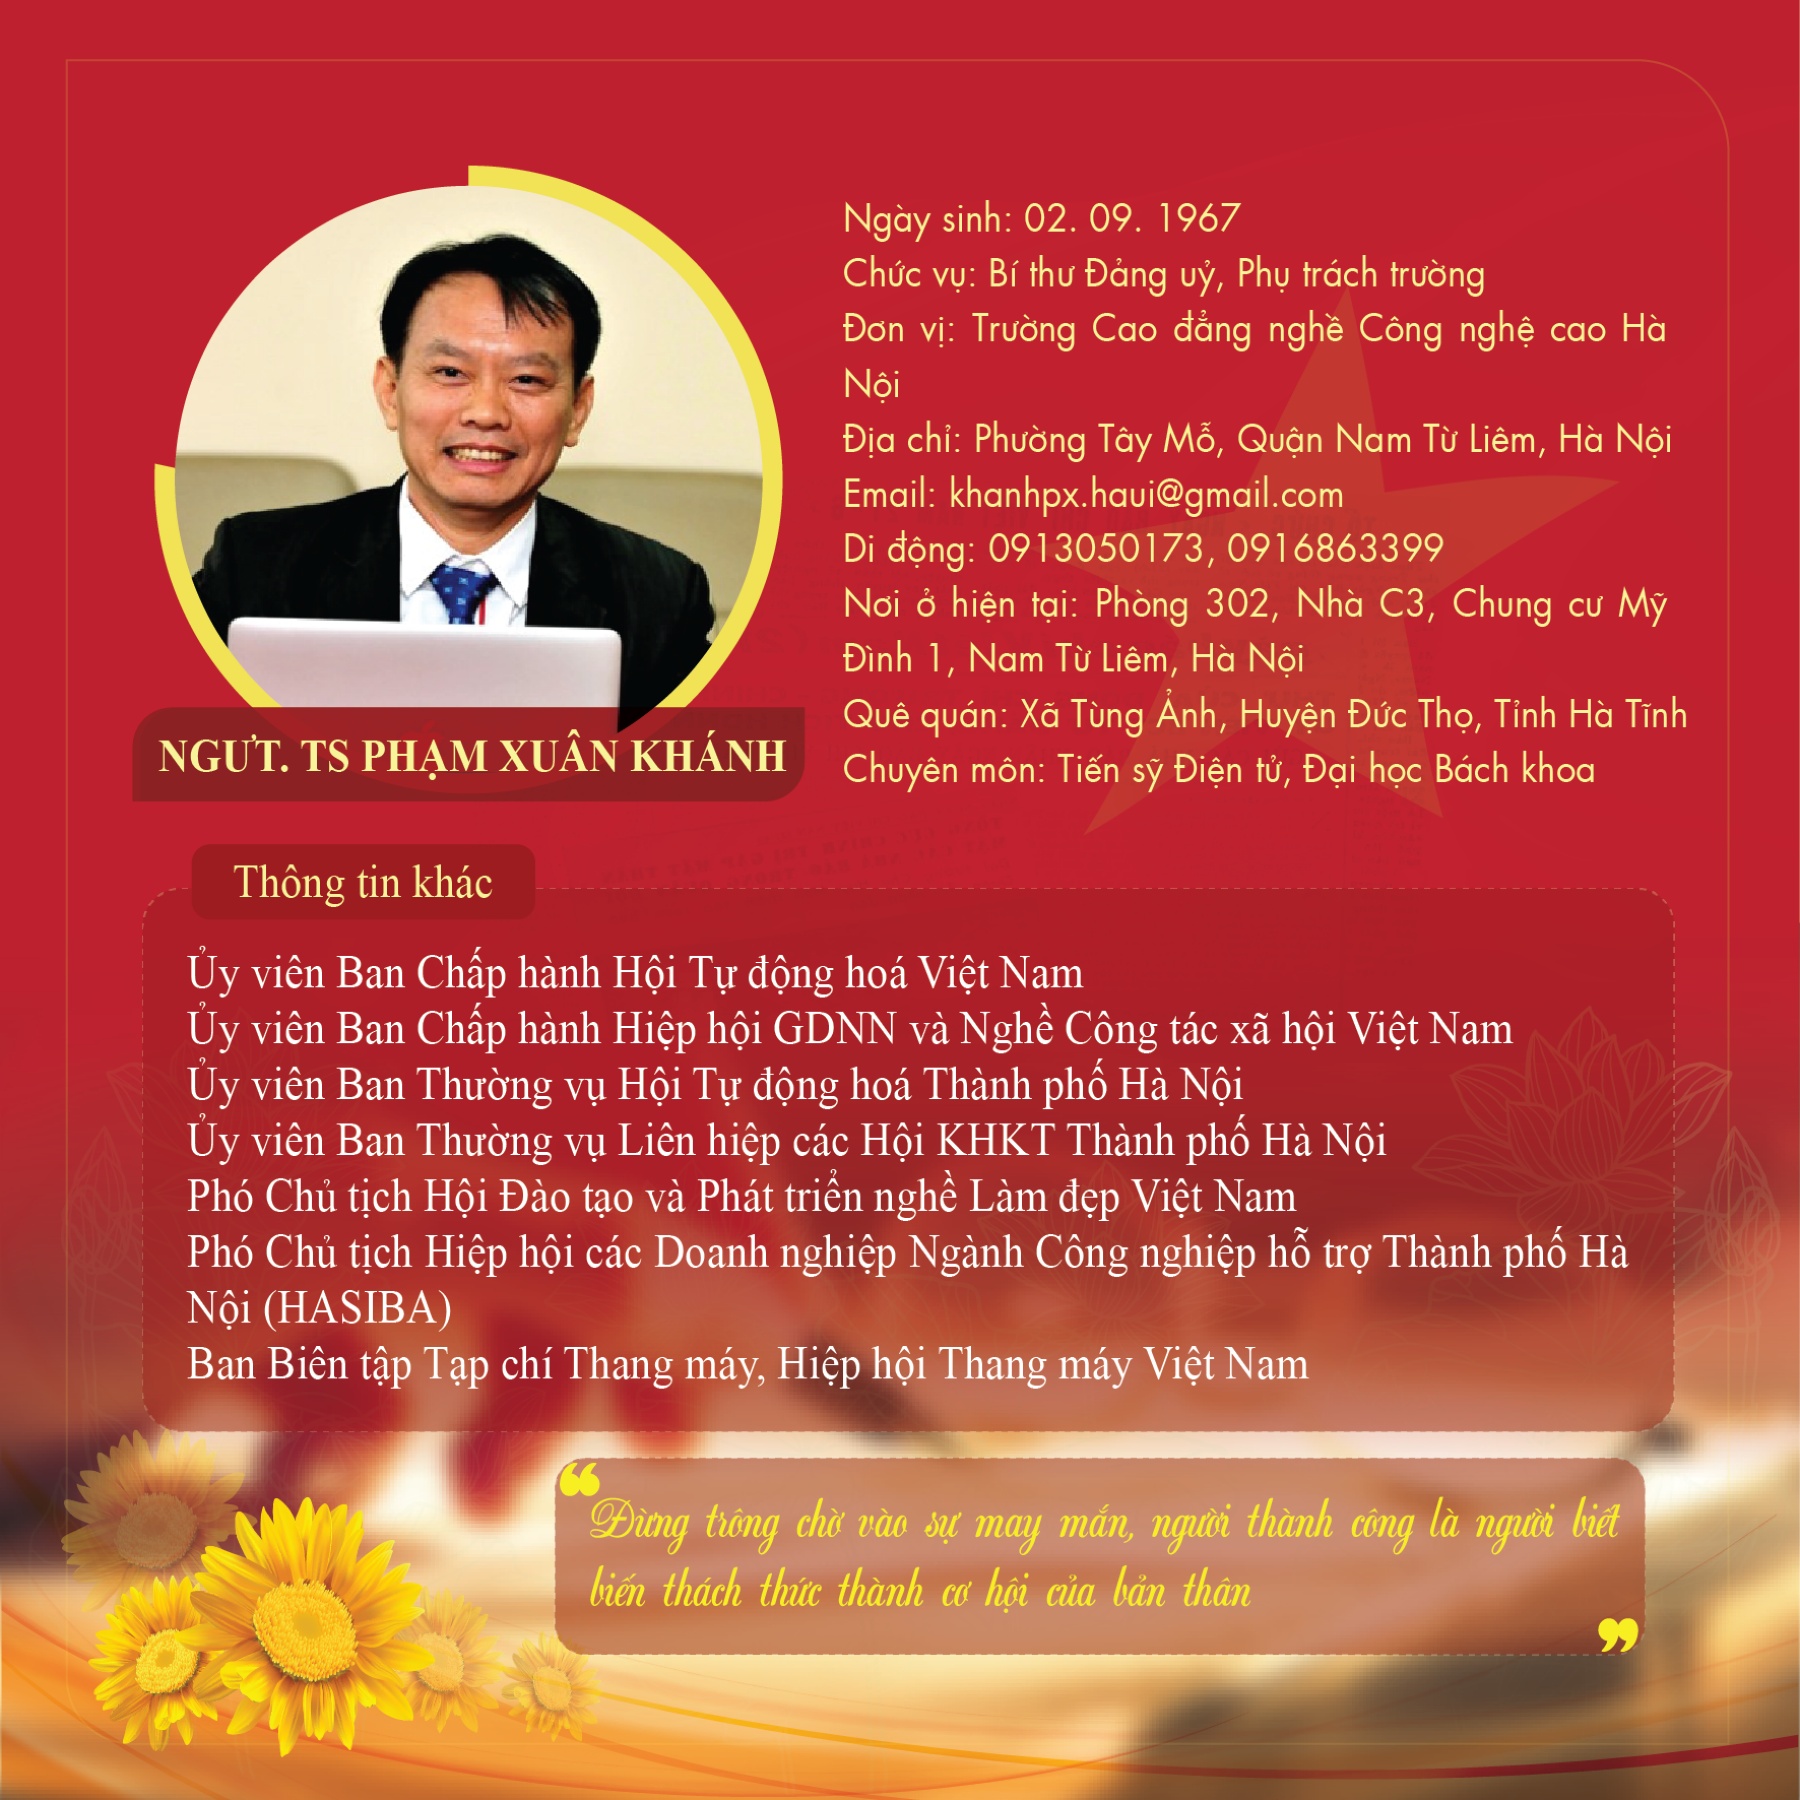 Ngày sinh: 02. 09. 1967
Chức vụ: Bí thư Đảng uỷ, Phụ trách trường
Đơn vị: Trường Cao đẳng nghề Công nghệ cao Hà
Nội
Địa chỉ: Phường Tây Mỗ, Quận Nam Từ Liêm, Hà Nội
Email: khanhpx.haui@gmail.com
Di động: 0913050173, 0916863399
Nơi ở hiện tại: Phòng 302, Nhà C3, Chung cư Mỹ
Đình 1, Nam Từ Liêm, Hà Nội
Quê quán: Xã Tùng Ảnh, Huyện Đức Thọ, Tỉnh Hà Tĩnh
Chuyên môn: Tiến sỹ Điện tử, Đại học Bách khoa
NGƯT. TS PHẠM XUÂN KHÁNH
Thông tin khác
Ủy viên Ban Chấp hành Hội Tự động hoá Việt Nam
Ủy viên Ban Chấp hành Hiệp hội GDNN và Nghề Công tác xã hội Việt Nam
Ủy viên Ban Thường vụ Hội Tự động hoá Thành phố Hà Nội
Ủy viên Ban Thường vụ Liên hiệp các Hội KHKT Thành phố Hà Nội
Phó Chủ tịch Hội Đào tạo và Phát triển nghề Làm đẹp Việt Nam
Phó Chủ tịch Hiệp hội các Doanh nghiệp Ngành Công nghiệp hỗ trợ Thành phố Hà
Nội (HASIBA)
Ban Biên tập Tạp chí Thang máy, Hiệp hội Thang máy Việt Nam
“Đừng trông chờ vào sự may mắn, người thành công là người biết
biến thách thức thành cơ hội của bản thân”